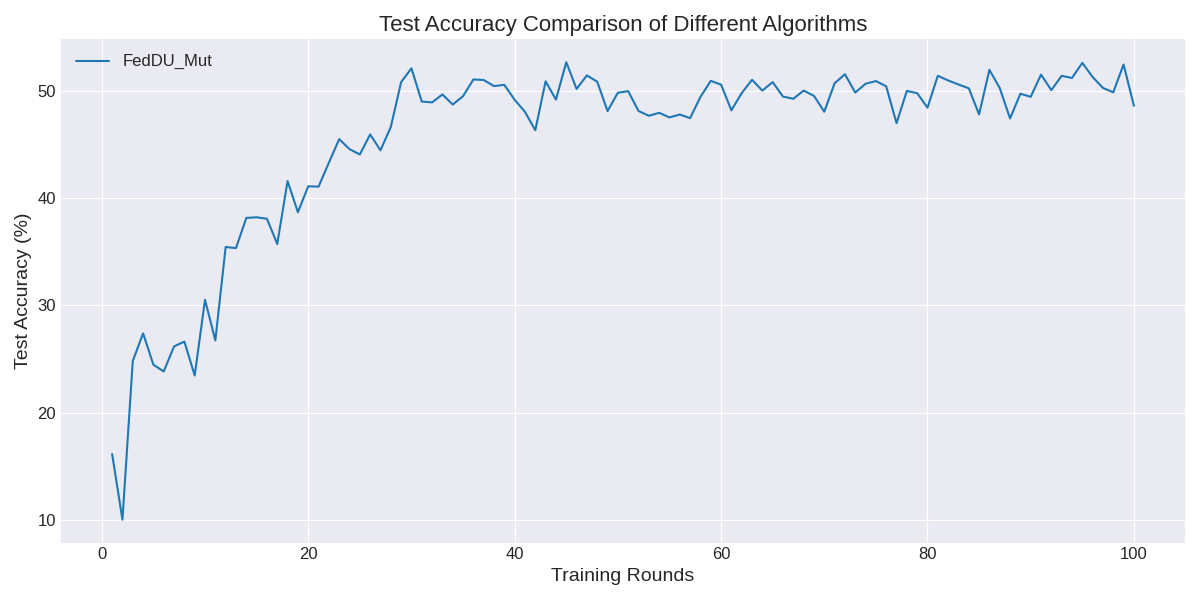 Test Accuracy Comparison of Different Algorithms
FedDU_Mut
Test Accuracy (%)
50
40
30
20
10
0 20 40 60 80 100
Training Rounds